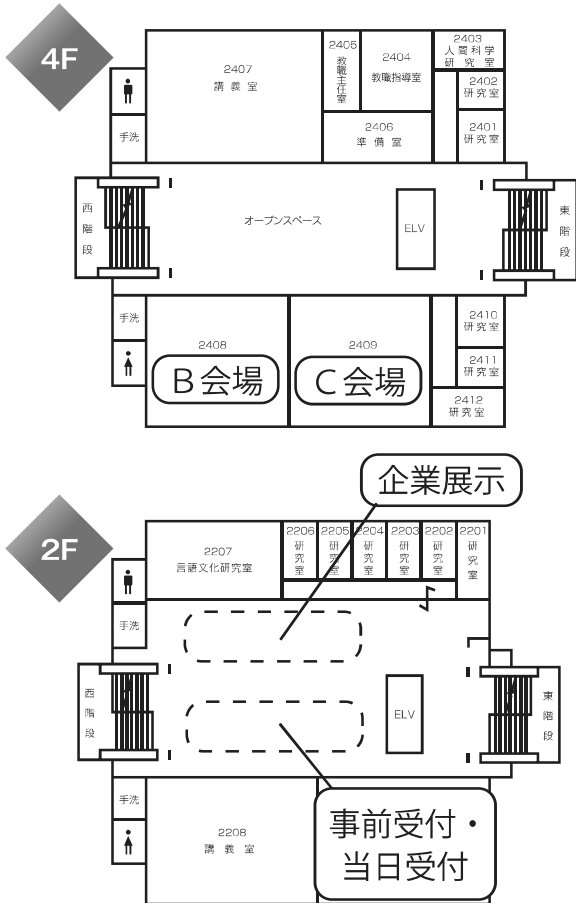 4F
2407
講義室
2405
教職主任室
2404
教職指導室
2403
人間科学
研究室
2402
研究室
2401
研究室
2406
準備室
手洗
西階段
オープンスペース
ELV
東階段
手洗
2408
B会場
2409
C会場
2410
研究室
2411
研究室
2412
研究室
企業展示
2F
2207
言語文化研究室
2206
研究室
2205
研究室
2204
研究室
2203
研究室
2202
研究室
2201
研究室
手洗
西階段
ELV
東階段
手洗
2208
講義室
事前受付・
当日受付